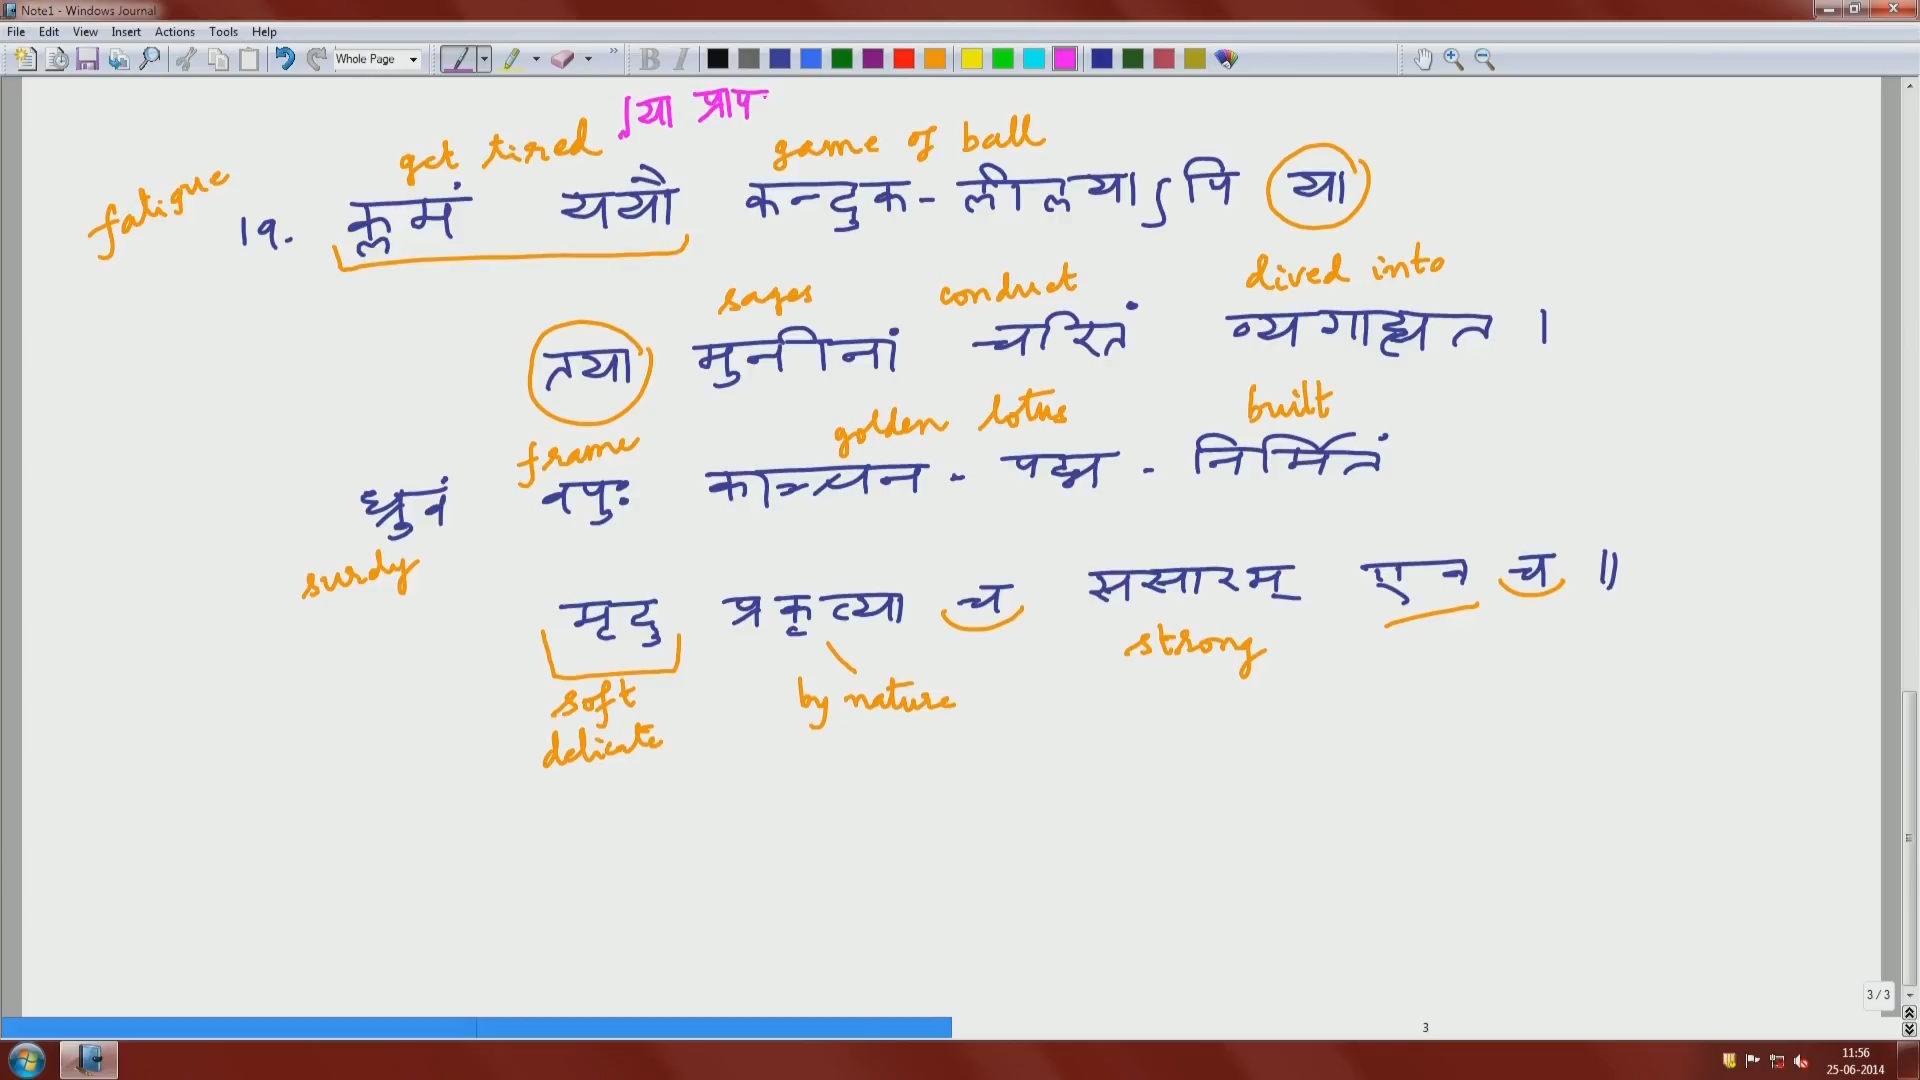 Note1 - Windows Journal
File Edit View Insert Actions Tools Help
Whole Page
√या प्राप
get tired game of ball
fatigue
19. क्लमं ययौ कन्दुक-लीलयाऽपि या
sages conduct dived into
तया मुनीनां चरितं व्यगाह्यत ।
frame golden lotus built
ध्रुवं वपुः काञ्चन - पद्म - निर्मितं
surdy
मृदु प्रकृत्या च ससारम् एव च ॥
soft by nature strong
delicate
3 / 3
3
11:56
25-06-2014